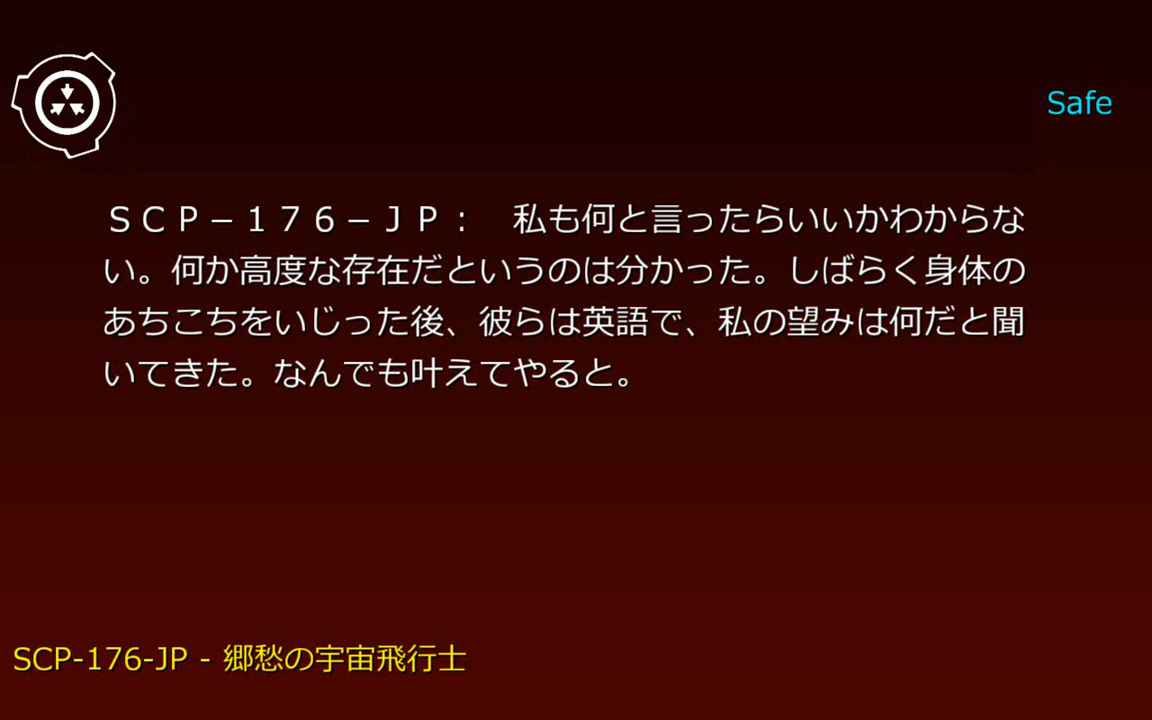 Safe
ＳＣＰ－１７６－ＪＰ：　私も何と言ったらいいかわからな
い。何か高度な存在だというのは分かった。しばらく身体の
あちこちをいじった後、彼らは英語で、私の望みは何だと聞
いてきた。なんでも叶えてやると。
SCP-176-JP - 郷愁の宇宙飛行士